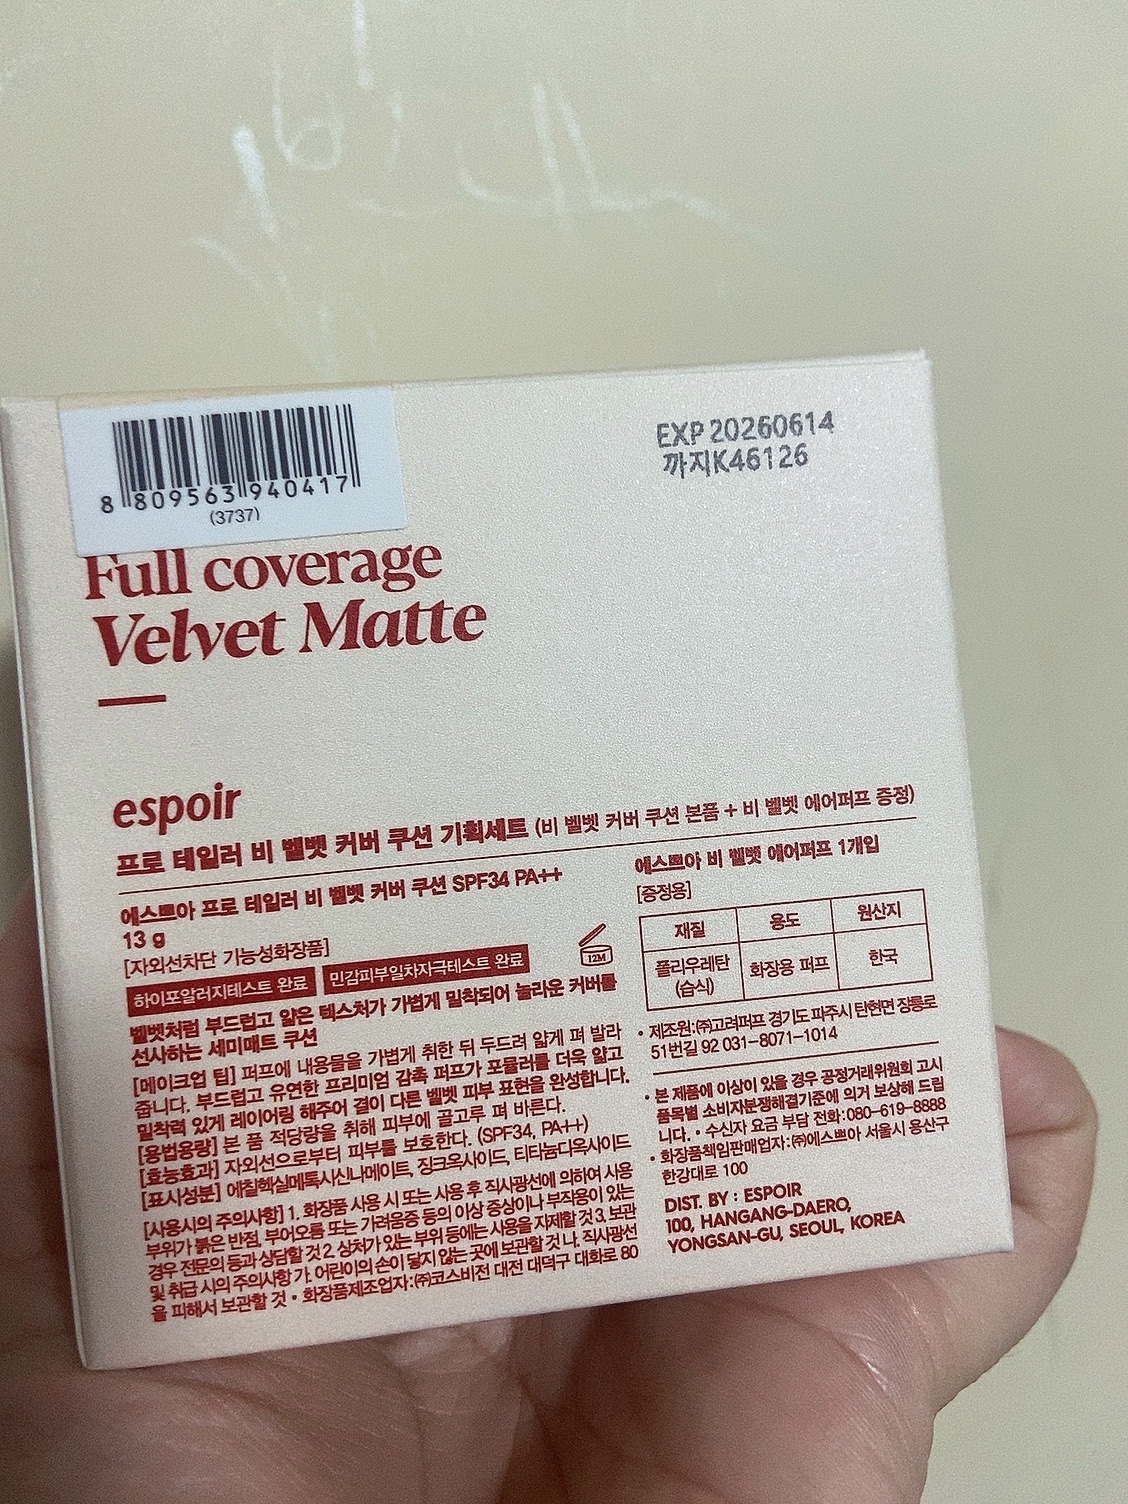 8 809563 940417
(3737)
EXP 20260614
까지K46126
Full coverage
Velvet Matte
espoir
프로 테일러 비 벨벳 커버 쿠션 기획세트 (비 벨벳 커버 쿠션 본품 + 비 벨벳 에어퍼프 증정)
에스쁘아 프로 테일러 비 벨벳 커버 쿠션 SPF34 PA++
13 g
[자외선차단 기능성화장품]
하이포알러지테스트 완료 민감피부일차자극테스트 완료
12M
벨벳처럼 부드럽고 얇은 텍스처가 가볍게 밀착되어 놀라운 커버를
선사하는 세미매트 쿠션
[메이크업 팁] 퍼프에 내용물을 가볍게 취한 뒤 두드려 얇게 펴 발라
줍니다. 부드럽고 유연한 프리미엄 감촉 퍼프가 포뮬러를 더욱 얇고
밀착력 있게 레이어링 해주어 결이 다른 벨벳 피부 표현을 완성합니다.
[용법용량] 본 품 적당량을 취해 피부에 골고루 펴 바른다.
[효능효과] 자외선으로부터 피부를 보호한다. (SPF34, PA++)
[표시성분] 에칠헥실메톡시신나메이트, 징크옥사이드, 티타늄디옥사이드
[사용시의 주의사항] 1. 화장품 사용 시 또는 사용 후 직사광선에 의하여 사용
부위가 붉은 반점, 부어오름 또는 가려움증 등의 이상 증상이나 부작용이 있는
경우 전문의 등과 상담할 것 2. 상처가 있는 부위 등에는 사용을 자제할 것 3. 보관
및 취급 시의 주의사항 가. 어린이의 손이 닿지 않는 곳에 보관할 것 나. 직사광선
을 피해서 보관할 것 • 화장품제조업자:㈜코스비전 대전 대덕구 대화로 80
에스쁘아 비 벨벳 에어퍼프 1개입
[증정용]
재질 용도 원산지
폴리우레탄 화장용 퍼프 한국
(습식)
• 제조원:㈜고려퍼프 경기도 파주시 탄현면 장릉로
51번길 92 031-8071-1014
• 본 제품에 이상이 있을 경우 공정거래위원회 고시
품목별 소비자분쟁해결기준에 의거 보상해 드립
니다. • 수신자 요금 부담 전화:080-619-8888
• 화장품책임판매업자:㈜에스쁘아 서울시 용산구
한강대로 100
DIST. BY : ESPOIR
100, HANGANG-DAERO,
YONGSAN-GU, SEOUL, KOREA